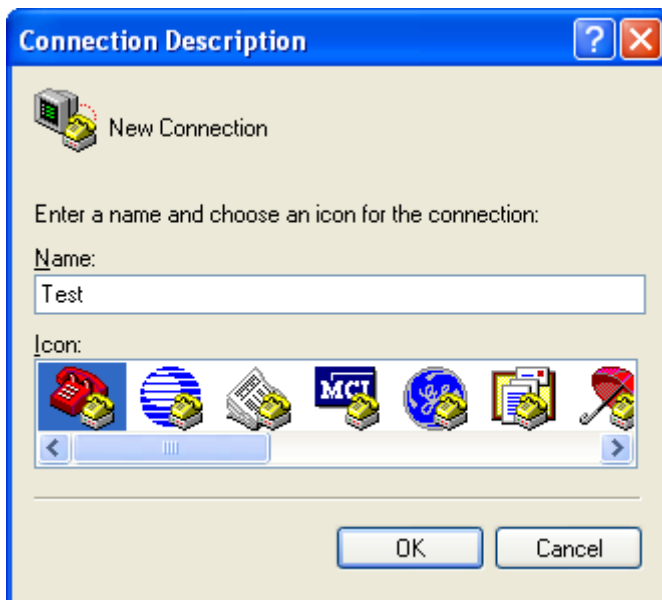 Connection Description
New Connection
Enter a name and choose an icon for the connection:
Name:
Test
Icon:
MCI
OK Cancel